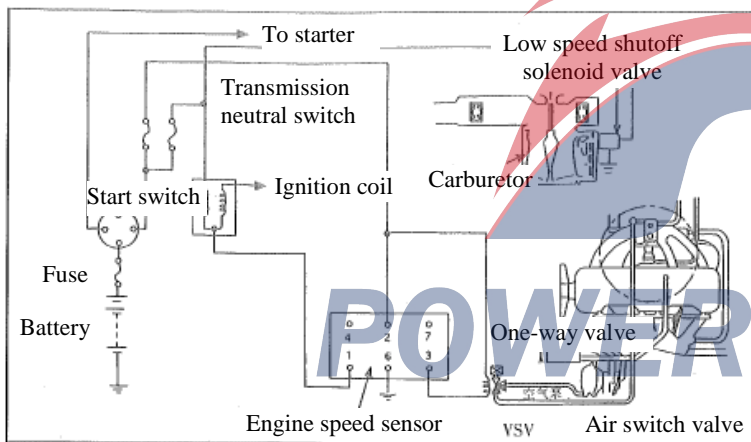 To starter
Low speed shutoff
solenoid valve
Transmission
neutral switch
Start switch
Ignition coil
Carburetor
Fuse
Battery
POWER
One-way valve
4 2 7
1 6 3
空气泵
Engine speed sensor
VSV
Air switch valve